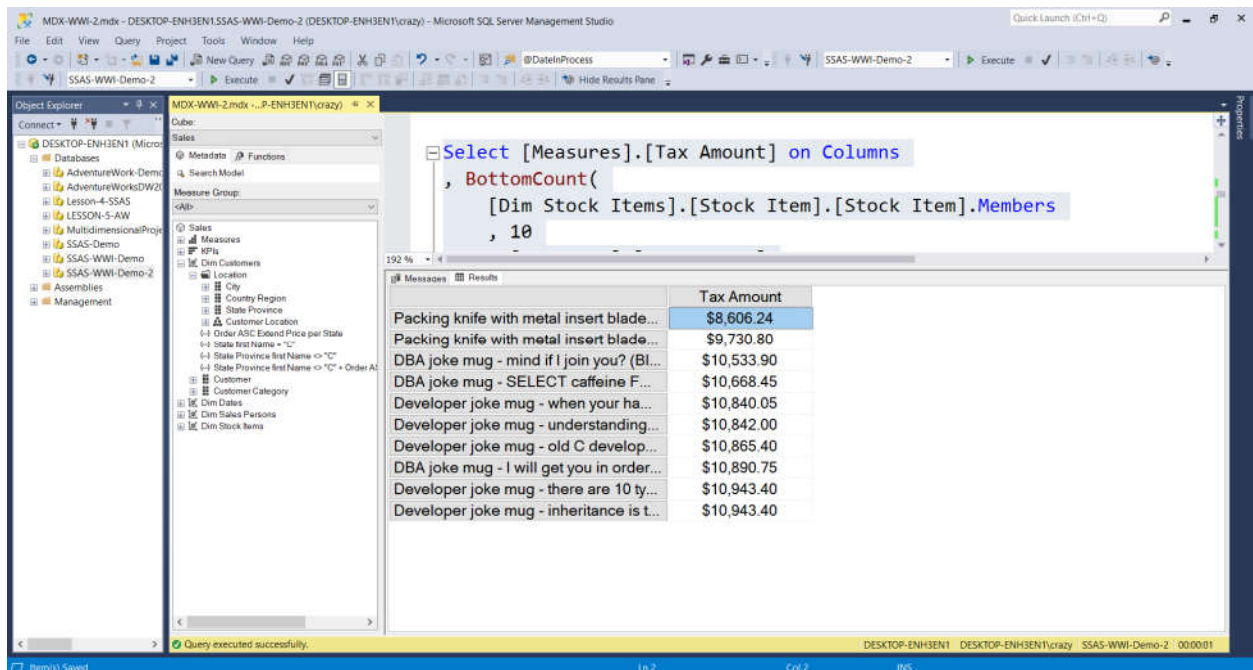 MDX-WWI-2.mdx - DESKTOP-ENH3EN1.SSAS-WWI-Demo-2 (DESKTOP-ENH3EN1\crazy) - Microsoft SQL Server Management Studio
Quick Launch (Ctrl+Q)
File Edit View Query Project Tools Window Help
New Query
@DateInProcess
SSAS-WWI-Demo-2
Execute
SSAS-WWI-Demo-2
Execute
Hide Results Pane
Object Explorer
Connect
DESKTOP-ENH3EN1 (Micros
Databases
AdventureWork-Demo
AdventureWorksDW20
Lesson-4-SSAS
LESSON-5-AW
MultidimensionalProje
SSAS-Demo
SSAS-WWI-Demo
SSAS-WWI-Demo-2
Assemblies
Management
MDX-WWI-2.mdx -...P-ENH3EN1\crazy)
Cube:
Sales
Metadata Functions
Search Model
Measure Group:
<All>
Sales
Measures
KPIs
Dim Customers
Location
City
Country Region
State Province
Customer Location
Order ASC Extend Price per State
State first Name = "C"
State Province first Name <> "C"
State Province first Name <> "C" + Order AS
Customer
Customer Category
Dim Dates
Dim Sales Persons
Dim Stock Items
Select [Measures].[Tax Amount] on Columns
, BottomCount(
[Dim Stock Items].[Stock Item].[Stock Item].Members
, 10
192 %
Messages Results
Tax Amount
Packing knife with metal insert blade... $8,606.24
Packing knife with metal insert blade... $9,730.80
DBA joke mug - mind if I join you? (Bl... $10,533.90
DBA joke mug - SELECT caffeine F... $10,668.45
Developer joke mug - when your ha... $10,840.05
Developer joke mug - understanding... $10,842.00
Developer joke mug - old C develop... $10,865.40
DBA joke mug - I will get you in order... $10,890.75
Developer joke mug - there are 10 ty... $10,943.40
Developer joke mug - inheritance is t... $10,943.40
Properties
Query executed successfully.
DESKTOP-ENH3EN1 DESKTOP-ENH3EN1\crazy SSAS-WWI-Demo-2 00:00:01
Item(s) Saved Ln 2 Col 2 INS